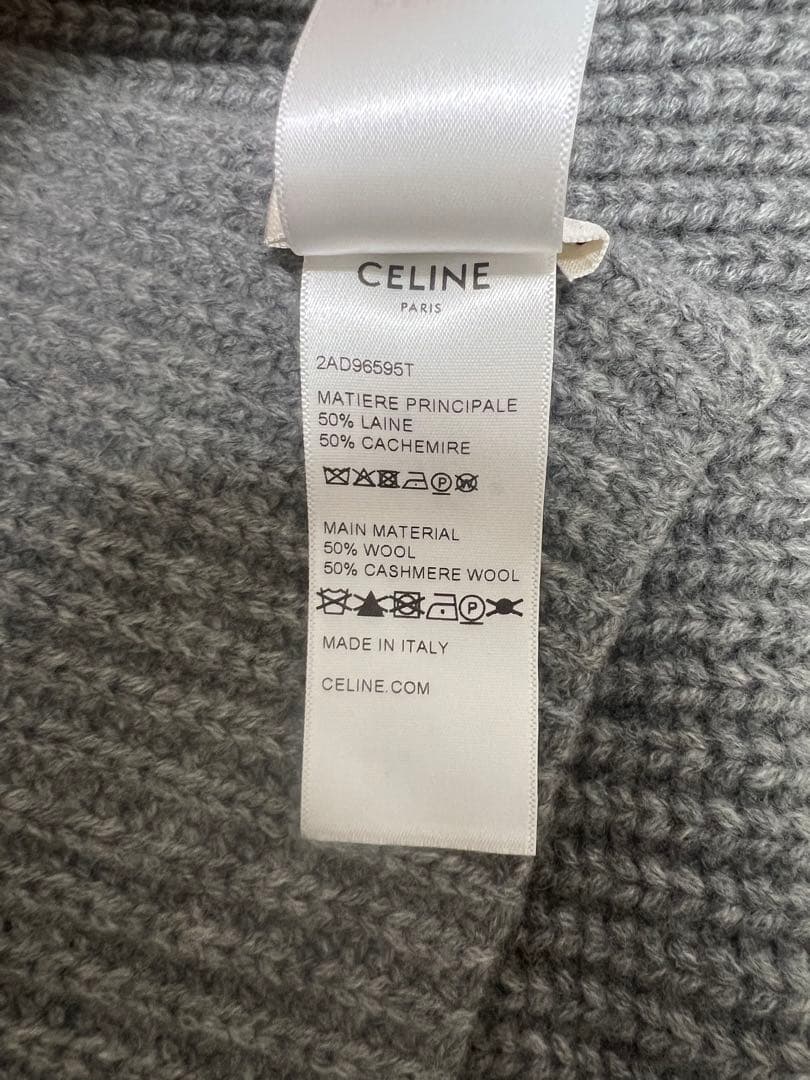 CELINE
PARIS
2AD96595T
MATIERE PRINCIPALE
50% LAINE
50% CACHEMIRE
MAIN MATERIAL
50% WOOL
50% CASHMERE WOOL
MADE IN ITALY
CELINE.COM